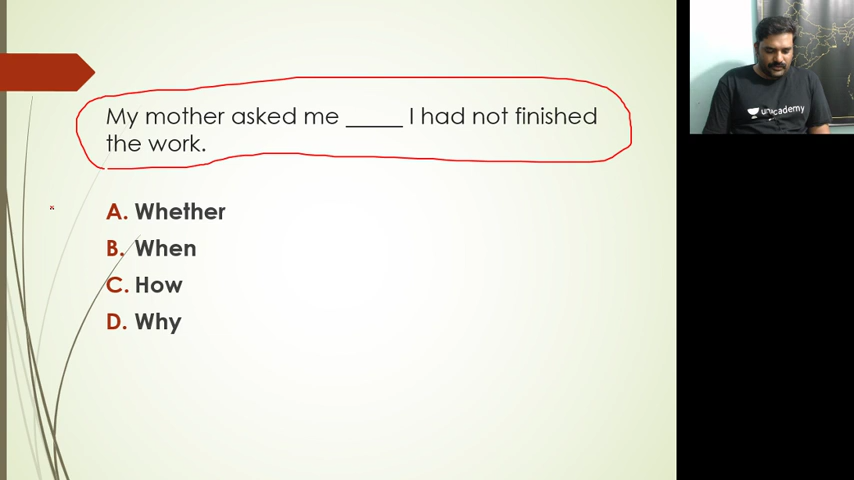 My mother asked me _____ I had not finished
the work.
A. Whether
B. When
C. How
D. Why
unacademy